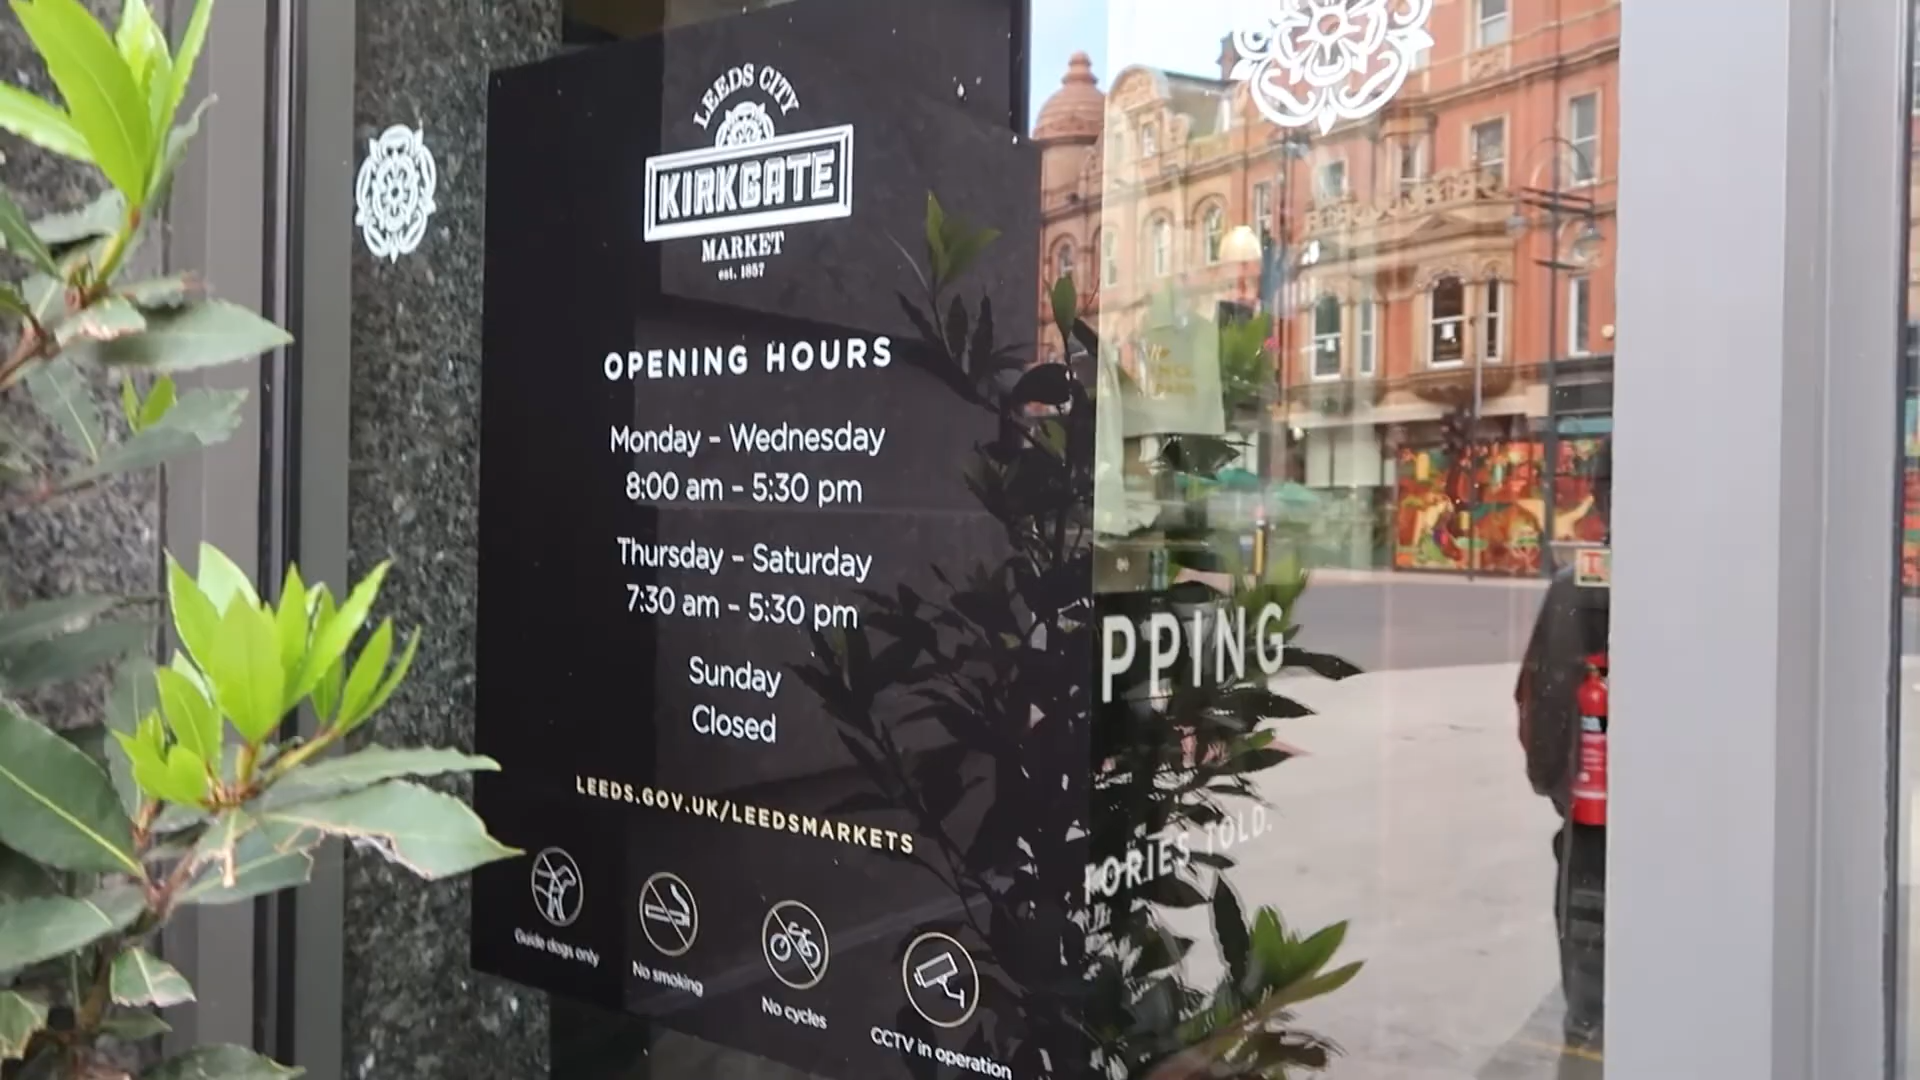 LEEDS CITY
KIRKGATE
MARKET
est. 1857
OPENING HOURS
Monday - Wednesday
8:00 am - 5:30 pm
Thursday - Saturday
7:30 am - 5:30 pm
Sunday
Closed
LEEDS.GOV.UK/LEEDSMARKETS
Guide dogs only
No smoking
No cycles
CCTV in operation
PPING
TORIES TOLD.